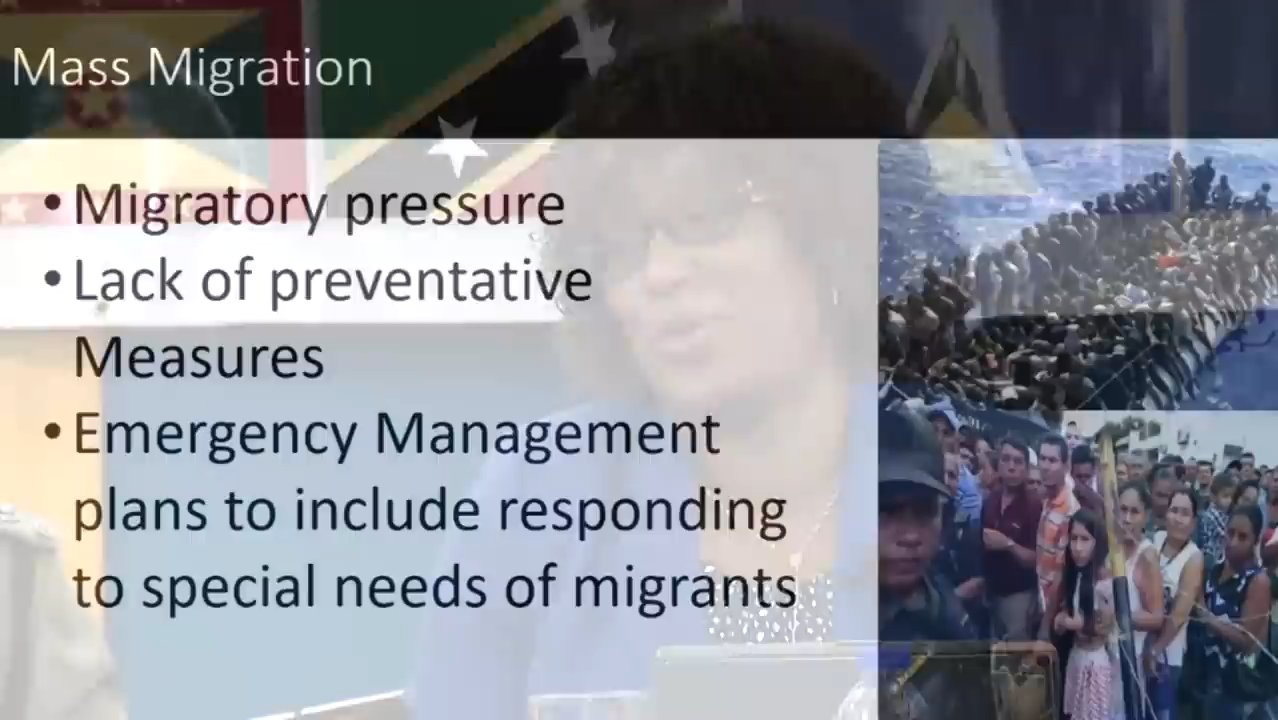 Mass Migration
• Migratory pressure
• Lack of preventative
Measures
• Emergency Management
plans to include responding
to special needs of migrants